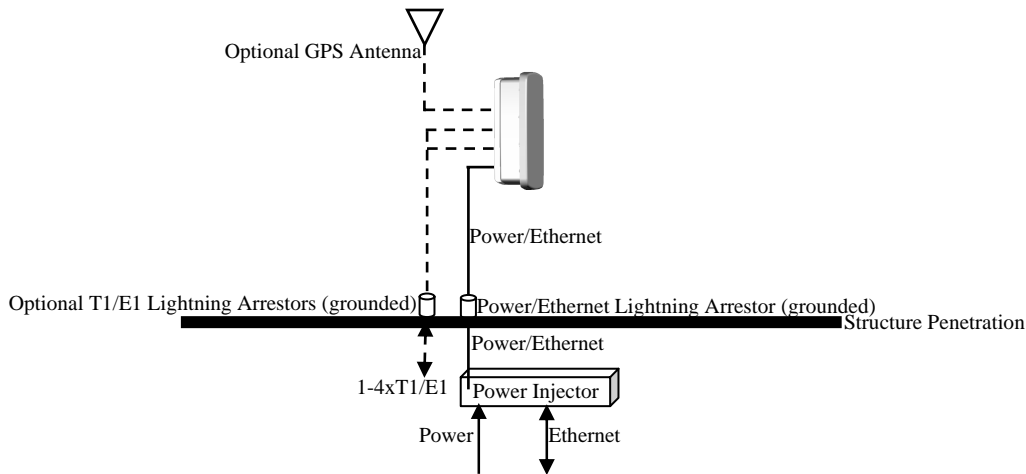 Optional GPS Antenna
Power/Ethernet
Optional T1/E1 Lightning Arrestors (grounded)
Power/Ethernet Lightning Arrestor (grounded)
Structure Penetration
Power/Ethernet
1-4xT1/E1
Power Injector
Power
Ethernet